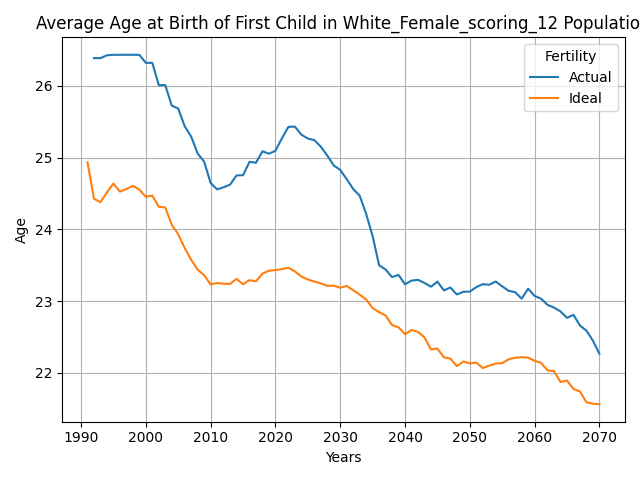 Average Age at Birth of First Child in White_Female_scoring_12 Populatio
Fertility
Actual
Ideal
Age
26
25
24
23
22
1990 2000 2010 2020 2030 2040 2050 2060 2070
Years